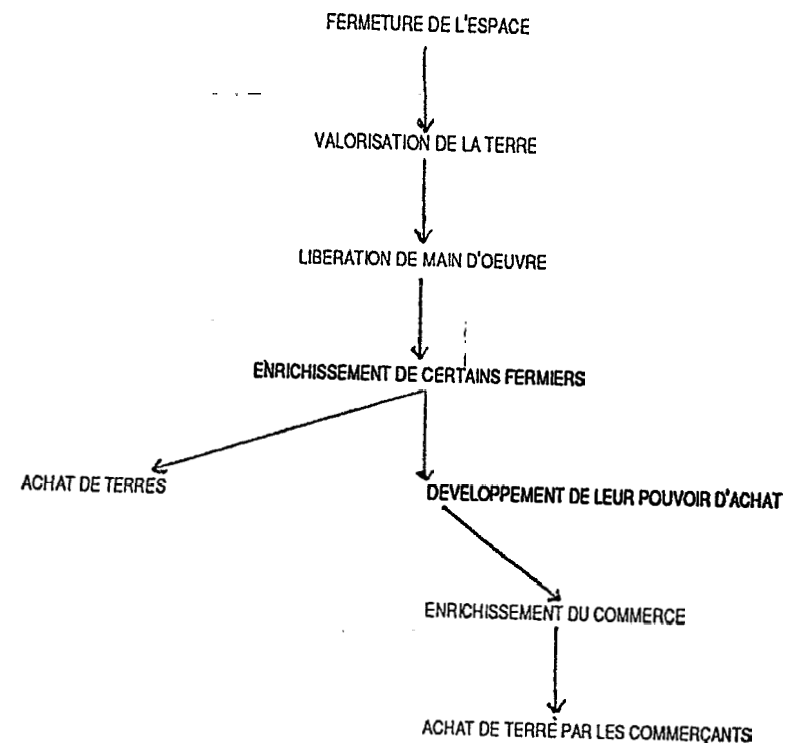 FERMETURE DE L'ESPACE
VALORISATION DE LA TERRE
LIBERATION DE MAIN D'OEUVRE
ENRICHISSEMENT DE CERTAINS FERMIERS
ACHAT DE TERRES
DEVELOPPEMENT DE LEUR POUVOIR D'ACHAT
ENRICHISSEMENT DU COMMERCE
ACHAT DE TERRE PAR LES COMMERÇANTS